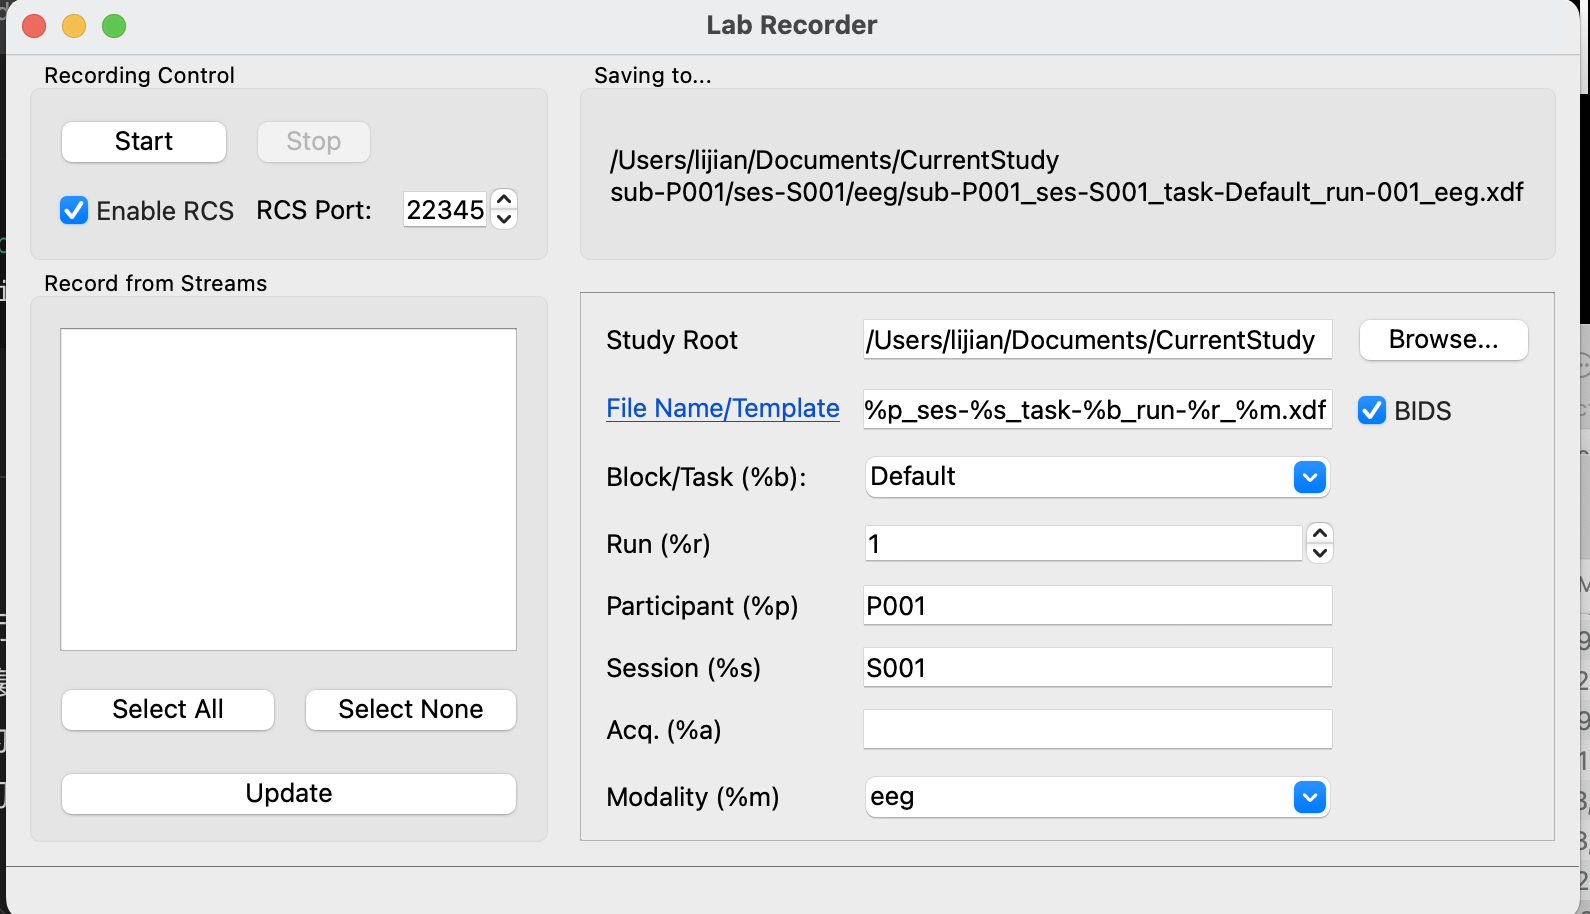 Lab Recorder
Recording Control
Start
Stop
Enable RCS
RCS Port:
22345
Saving to...
/Users/lijian/Documents/CurrentStudy
sub-P001/ses-S001/eeg/sub-P001_ses-S001_task-Default_run-001_eeg.xdf
Record from Streams
Select All
Select None
Update
Study Root
/Users/lijian/Documents/CurrentStudy
Browse...
File Name/Template
%p_ses-%s_task-%b_run-%r_%m.xdf
BIDS
Block/Task (%b):
Default
Run (%r)
1
Participant (%p)
P001
Session (%s)
S001
Acq. (%a)
Modality (%m)
eeg